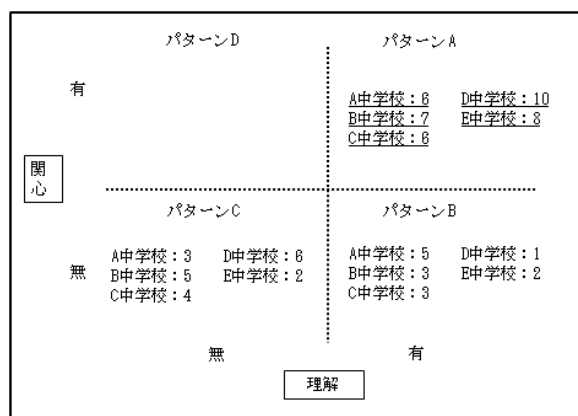 パターンD
パターンA
有
A中学校：6 D中学校：10
B中学校：7 E中学校：8
C中学校：6
関
心
パターンC
パターンB
無
A中学校：3 D中学校：6
B中学校：5 E中学校：2
C中学校：4
A中学校：5 D中学校：1
B中学校：3 E中学校：2
C中学校：3
無
有
理解